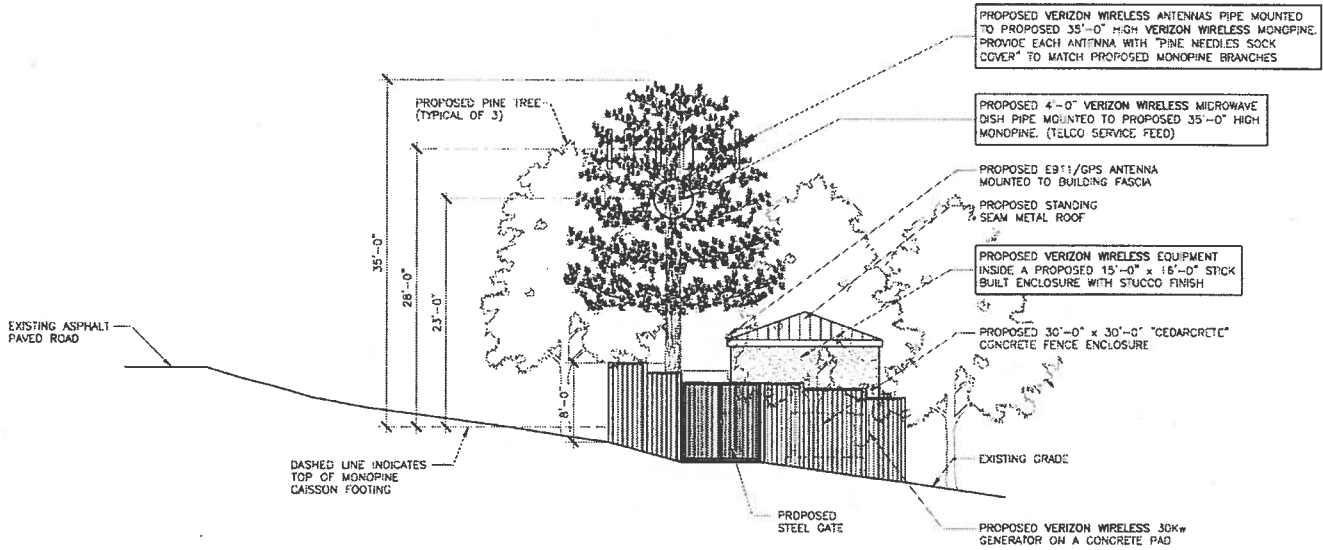 PROPOSED VERIZON WIRELESS ANTENNAS PIPE MOUNTED
TO PROPOSED 35'-0" HIGH VERIZON WIRELESS MONOPINE.
PROVIDE EACH ANTENNA WITH "PINE NEEDLES SOCK
COVER" TO MATCH PROPOSED MONOPINE BRANCHES
PROPOSED PINE TREE
(TYPICAL OF 3)
PROPOSED 4'-0" VERIZON WIRELESS MICROWAVE
DISH PIPE MOUNTED TO PROPOSED 35'-0" HIGH
MONOPINE. (TELCO SERVICE FEED)
PROPOSED E911/GPS ANTENNA
MOUNTED TO BUILDING FASCIA
PROPOSED STANDING
SEAM METAL ROOF
PROPOSED VERIZON WIRELESS EQUIPMENT
INSIDE A PROPOSED 15'-0" x 16'-0" STICK
BUILT ENCLOSURE WITH STUCCO FINISH
35'-0"
28'-0"
23'-0"
8'-0"
EXISTING ASPHALT
PAVED ROAD
PROPOSED 30'-0" x 30'-0" "CEDARCRETE"
CONCRETE FENCE ENCLOSURE
DASHED LINE INDICATES
TOP OF MONOPINE
CAISSON FOOTING
EXISTING GRADE
PROPOSED
STEEL GATE
PROPOSED VERIZON WIRELESS 30Kw
GENERATOR ON A CONCRETE PAD